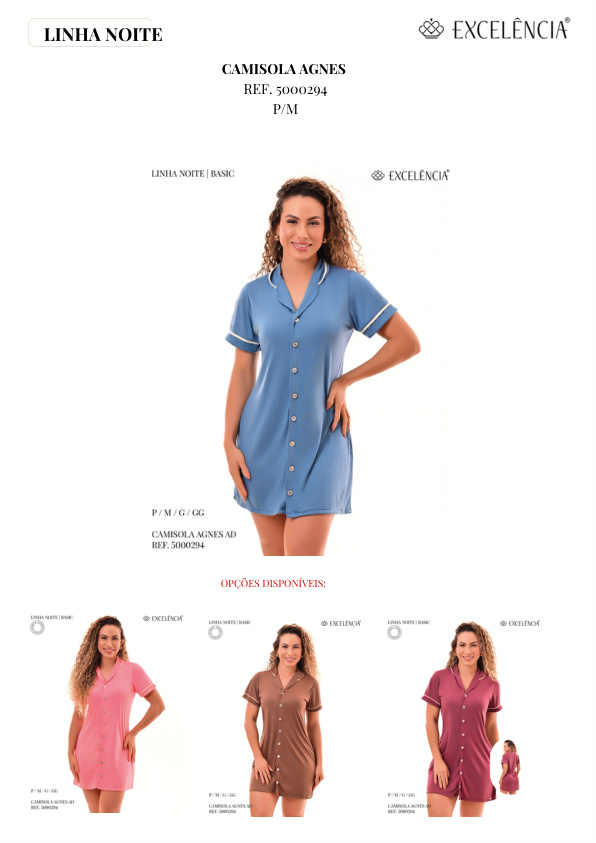 LINHA NOITE
EXCELÊNCIA®
CAMISOLA AGNES
REF. 5000294
P/M
LINHA NOITE | BASIC
EXCELÊNCIA®
P / M / G / GG
CAMISOLA AGNES AD
REF. 5000294
OPÇÕES DISPONÍVEIS:
LINHA NOITE | BASIC
EXCELÊNCIA
P / M / G / GG
CAMISOLA AGNES AD
REF. 5000294
LINHA NOITE | BASIC
EXCELÊNCIA
P / M / G / GG
CAMISOLA AGNES AD
REF. 5000294
LINHA NOITE | BASIC
EXCELÊNCIA
P / M / G / GG
CAMISOLA AGNES AD
REF. 5000294